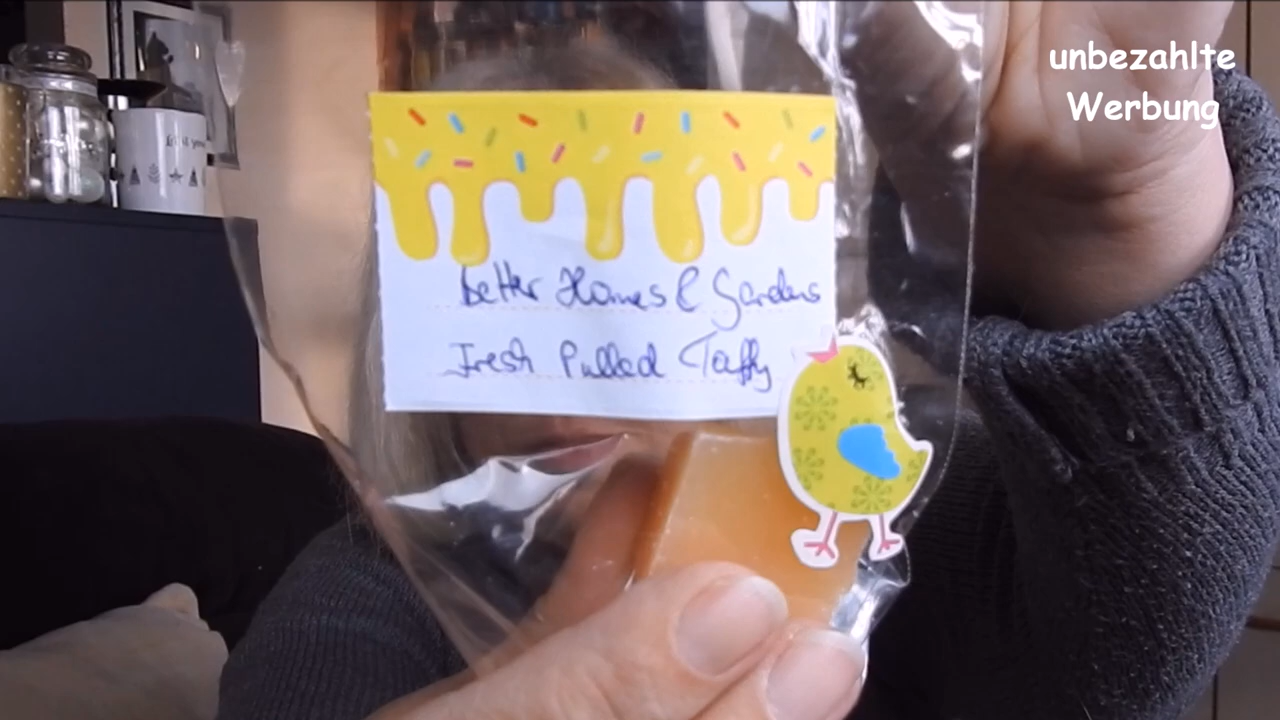 unbezahlte
Werbung
better Homes & Gardens
Fresh Pulled Taffy